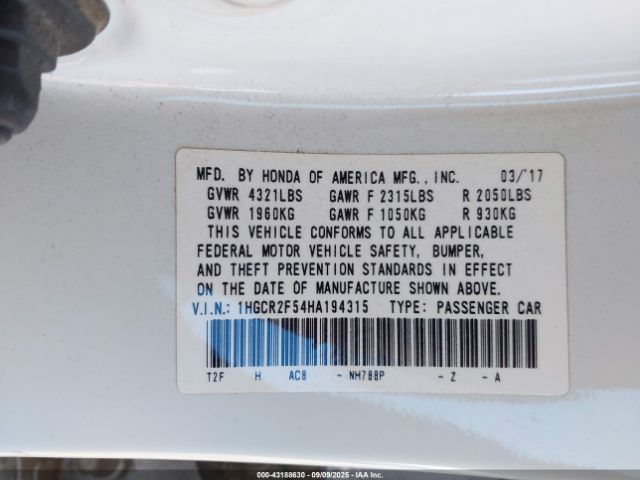 MFD. BY HONDA OF AMERICA MFG., INC. 03/'17
GVWR 4321LBS GAWR F 2315LBS R 2050LBS
GVWR 1960KG GAWR F 1050KG R 930KG
THIS VEHICLE CONFORMS TO ALL APPLICABLE
FEDERAL MOTOR VEHICLE SAFETY, BUMPER,
AND THEFT PREVENTION STANDARDS IN EFFECT
ON THE DATE OF MANUFACTURE SHOWN ABOVE.
V.I.N.: 1HGCR2F54HA194315 TYPE: PASSENGER CAR
T2F H AC8 - NH788P - Z - A
000-43188630 - 09/09/2025 - IAA Inc.